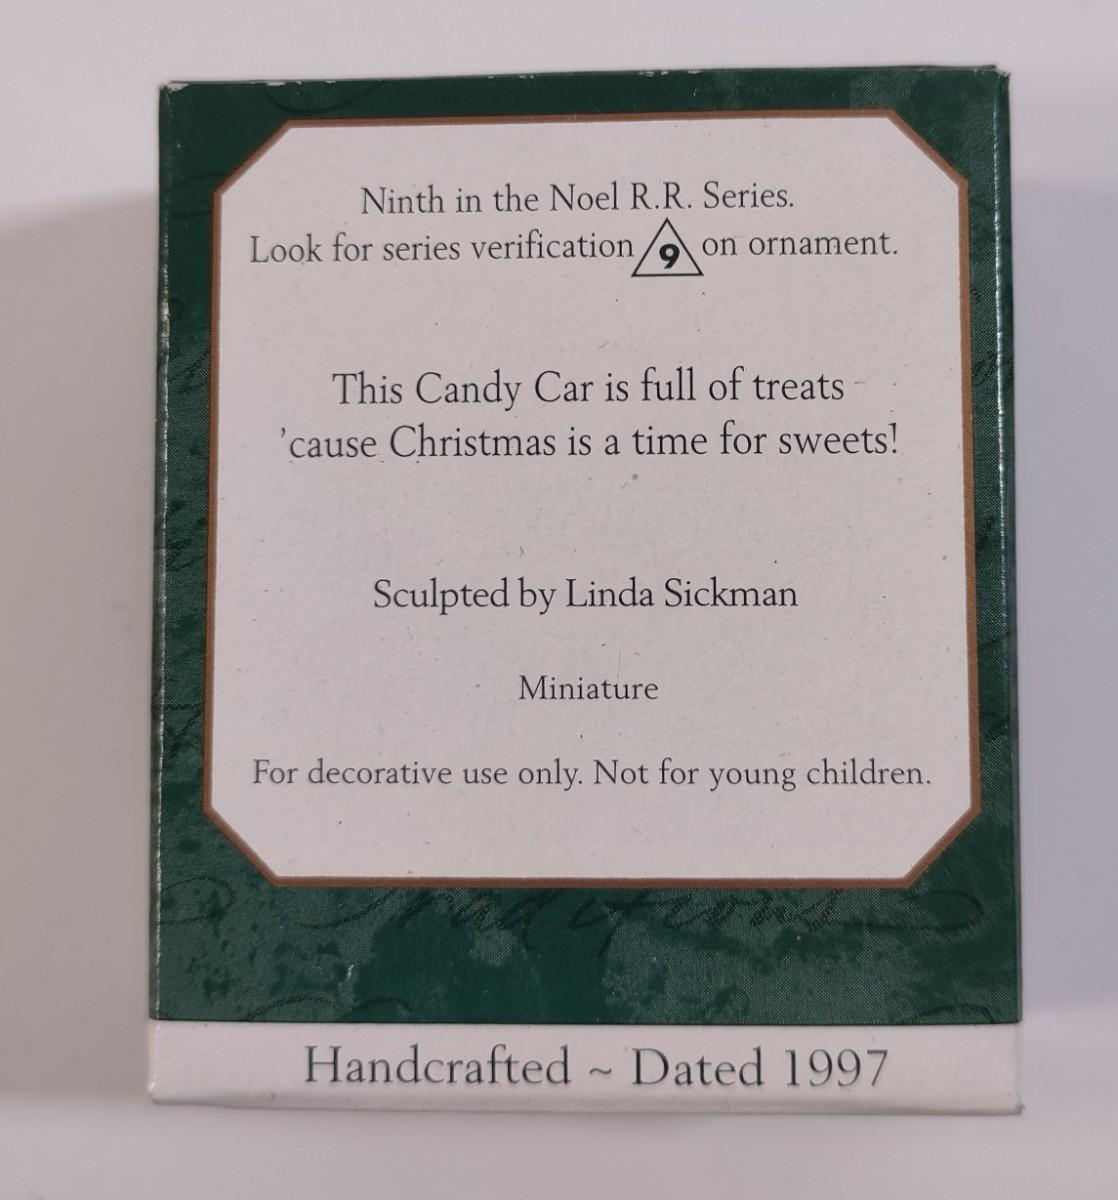 Ninth in the Noel R.R. Series.
Look for series verification 9 on ornament.
This Candy Car is full of treats
'cause Christmas is a time for sweets!
Sculpted by Linda Sickman
Miniature
For decorative use only. Not for young children.
Traditions
Handcrafted ~ Dated 1997